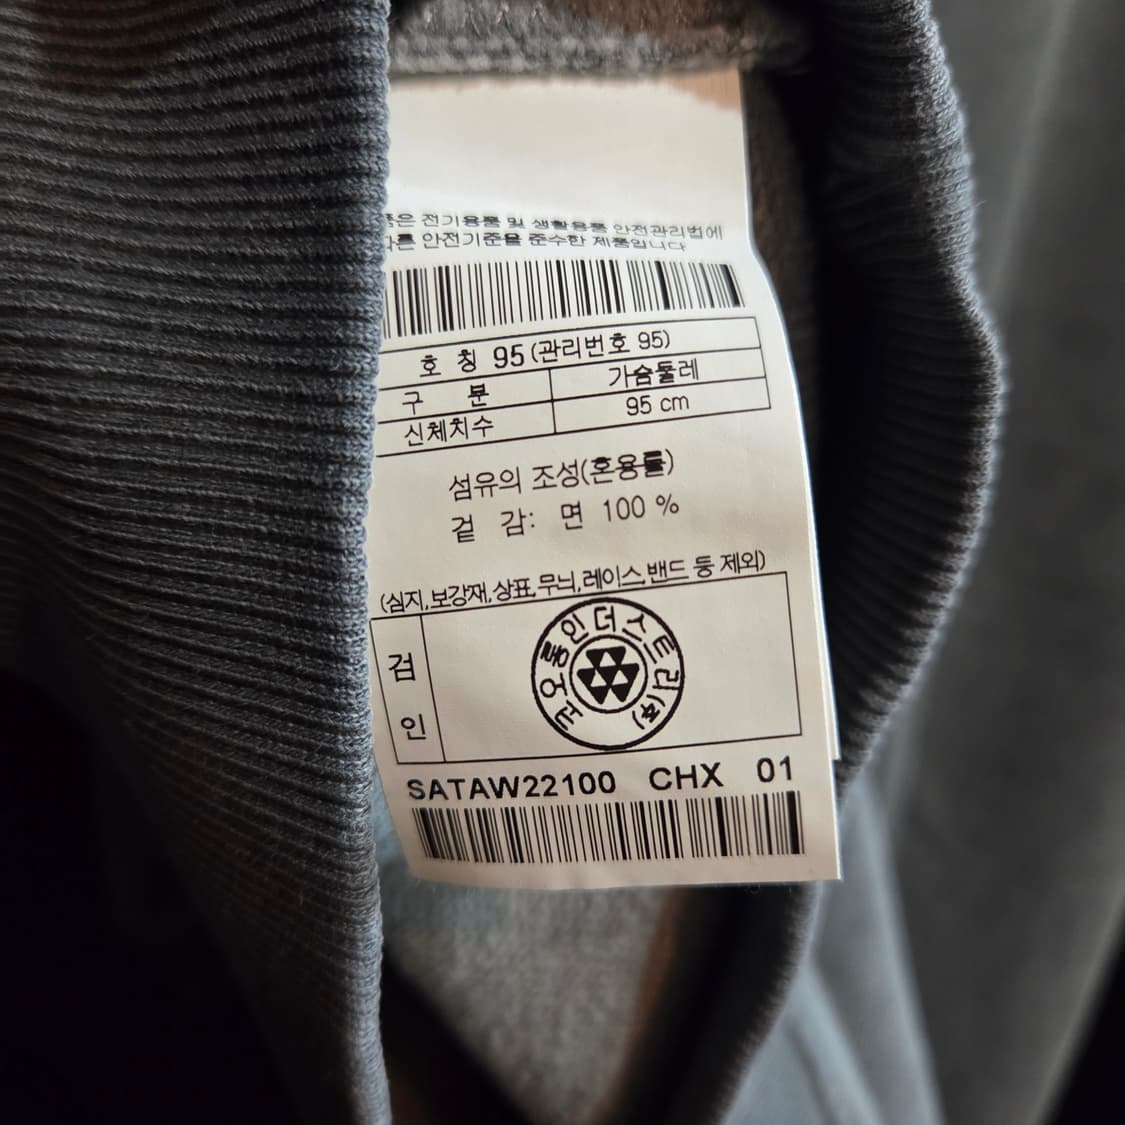 품은 전기용품 및 생활용품 안전관리법에
따른 안전기준을 준수한 제품입니다
호 칭 95(관리번호 95)
구 분 가슴둘레
신체치수 95 cm
섬유의 조성(혼용률)
겉 감: 면 100 %
(심지,보강재,상표,무늬,레이스,밴드 등 제외)
검인
코오롱인더스트리(주)
SATAW22100 CHX 01